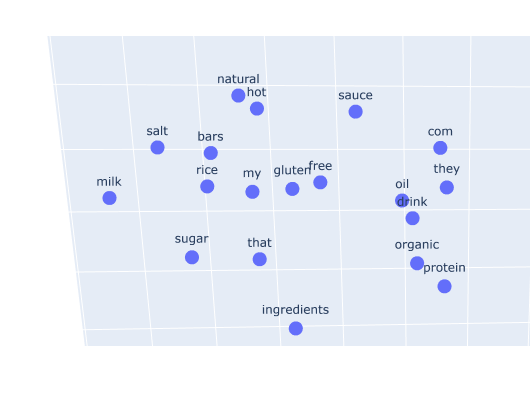 natural
hot
sauce
salt
bars
com
milk
rice
my
gluten
free
they
oil
drink
sugar
that
organic
protein
ingredients